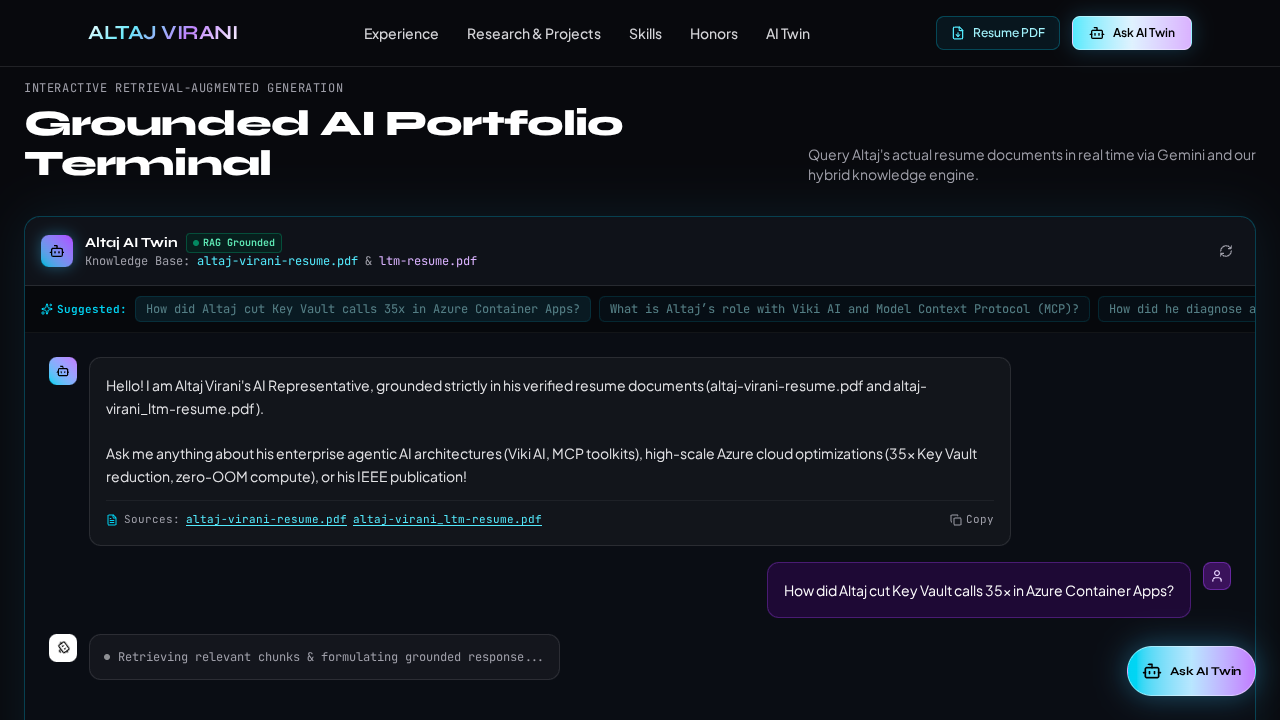 ALTAJ VIRANI
Experience
Research & Projects
Skills
Honors
AI Twin
Resume PDF
Ask AI Twin
INTERACTIVE RETRIEVAL-AUGMENTED GENERATION
Grounded AI Portfolio
Terminal
Query Altaj's actual resume documents in real time via Gemini and our
hybrid knowledge engine.
Altaj AI Twin
RAG Grounded
Knowledge Base: altaj-virani-resume.pdf & ltm-resume.pdf
Suggested:
How did Altaj cut Key Vault calls 35x in Azure Container Apps?
What is Altaj’s role with Viki AI and Model Context Protocol (MCP)?
How did he diagnose a
Hello! I am Altaj Virani's AI Representative, grounded strictly in his verified resume documents (altaj-virani-resume.pdf and altaj-
virani_ltm-resume.pdf).
Ask me anything about his enterprise agentic AI architectures (Viki AI, MCP toolkits), high-scale Azure cloud optimizations (35× Key Vault
reduction, zero-OOM compute), or his IEEE publication!
Sources: altaj-virani-resume.pdf altaj-virani_ltm-resume.pdf
Copy
How did Altaj cut Key Vault calls 35× in Azure Container Apps?
Retrieving relevant chunks & formulating grounded response...
Ask AI Twin